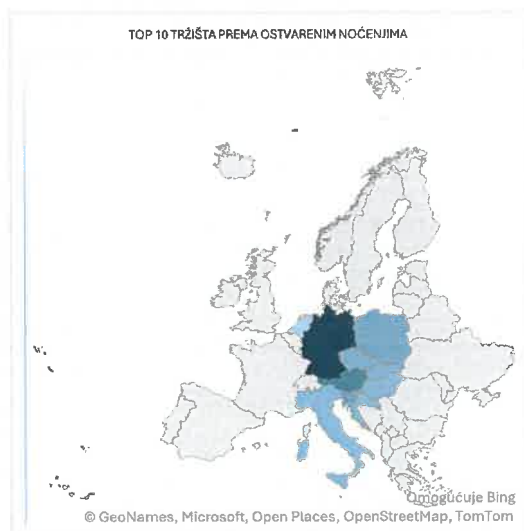 TOP 10 TRŽIŠTA PREMA OSTVARENIM NOĆENJIMA
Omogućuje Bing
© GeoNames, Microsoft, Open Places, OpenStreetMap, TomTom